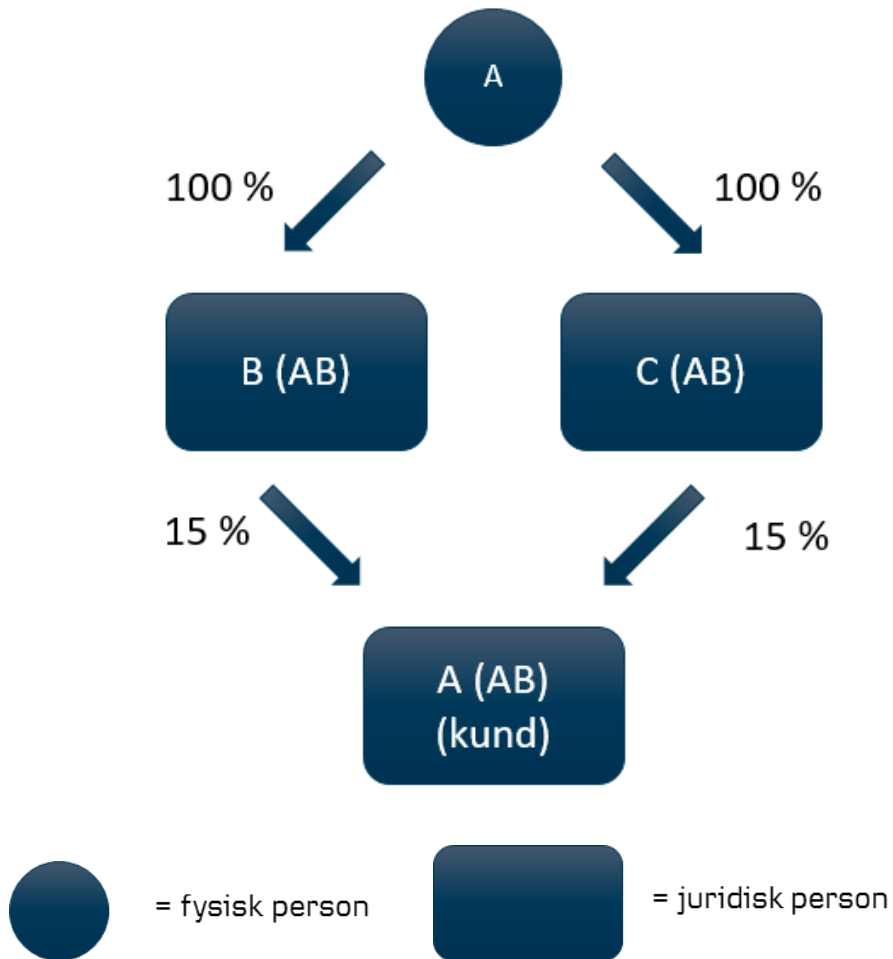 A
100 %
100 %
B (AB)
C (AB)
15 %
15 %
A (AB)
(kund)
= fysisk person
= juridisk person